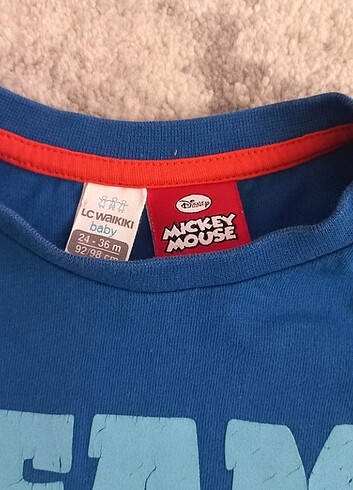 LC WAIKIKI
baby
24 - 36 m
92/98 cm
Disney
MICKEY
MOUSE